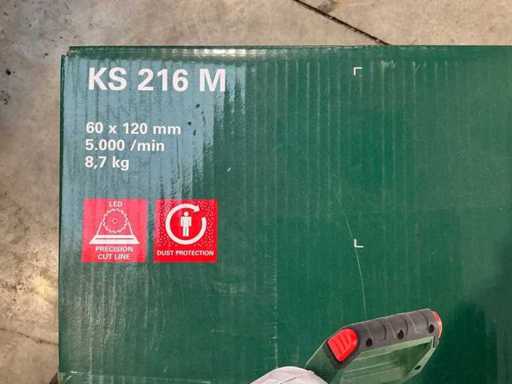 KS 216 M
60 x 120 mm
5.000 /min
8,7 kg
LED
PRECISION
CUT LINE
DUST PROTECTION